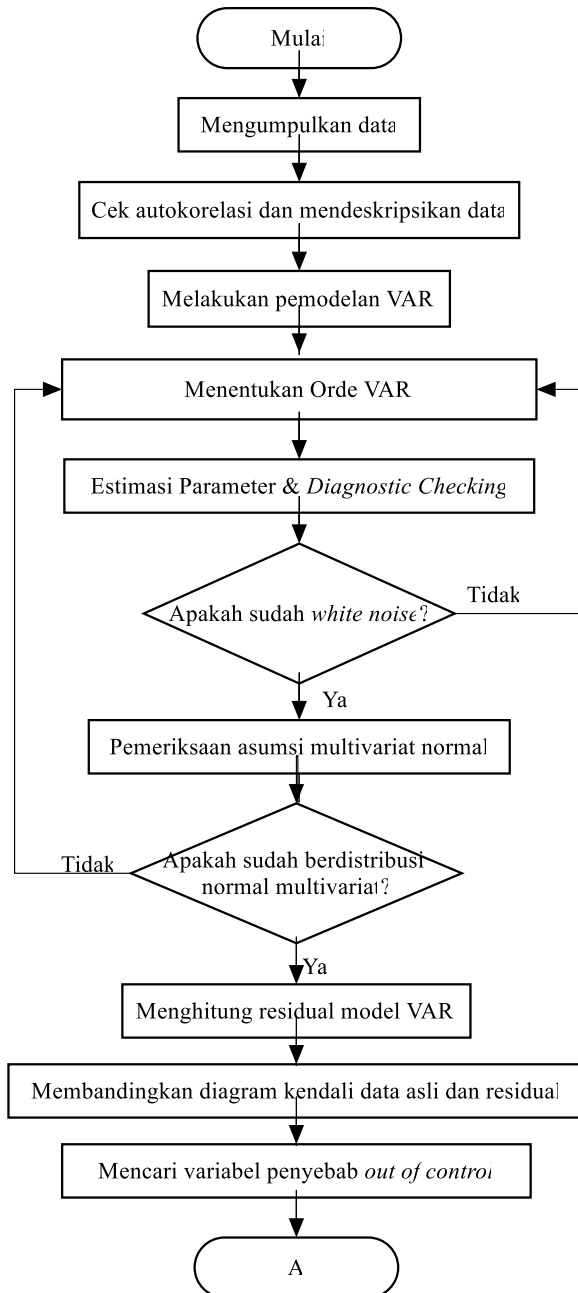 Mulai
Mengumpulkan data
Cek autokorelasi dan mendeskripsikan data
Melakukan pemodelan VAR
Menentukan Orde VAR
Estimasi Parameter & Diagnostic Checking
Apakah sudah white noise?
Tidak
Ya
Pemeriksaan asumsi multivariat normal
Tidak
Apakah sudah berdistribusi
normal multivariat?
Ya
Menghitung residual model VAR
Membandingkan diagram kendali data asli dan residual
Mencari variabel penyebab out of control
A